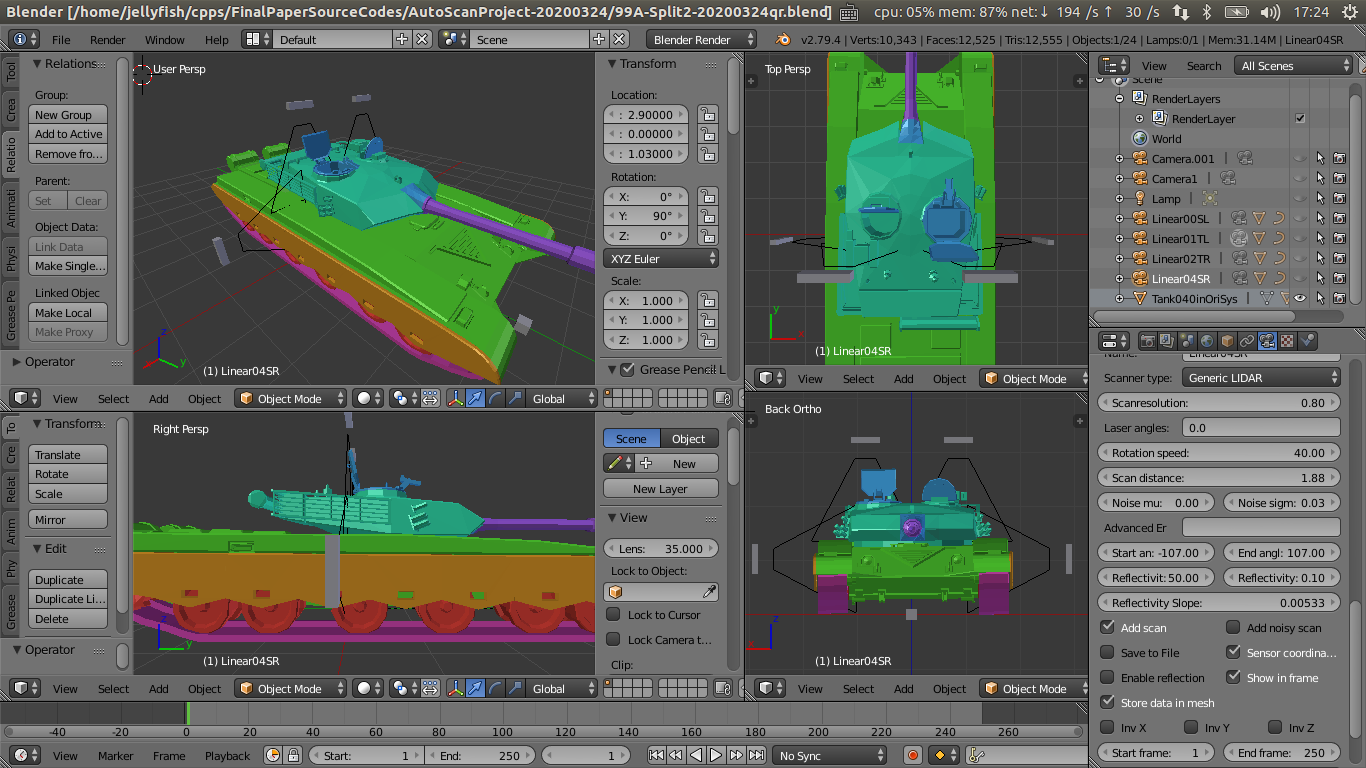 Blender [/home/jellyfish/cpps/FinalPaperSourceCodes/AutoScanProject-20200324/99A-Split2-20200324qr.blend]
cpu: 05% mem: 87% net:↓ 194 /s↑ 30 /s
17:24
File Render Window Help
Default
Scene
Blender Render
v2.79.4 | Verts:10,343 | Faces:12,525 | Tris:12,555 | Objects:1/24 | Lamps:0/1 | Mem:31.14M | Linear04SR
Tool
Crea
Relatio
Animati
Physi
Grease Pe
▼ Relations
Group:
New Group
Add to Active
Remove fro...
Parent:
Set Clear
Object Data:
Link Data
Make Single...
Linked Objec
Make Local
Make Proxy
▶ Operator
User Persp
z
y
(1) Linear04SR
View Select Add Object Object Mode Global
▼ Transform
Location:
: 2.90000
: 0.00000
: 1.03000
Rotation:
X: 0°
Y: 90°
Z: 0°
XYZ Euler
Scale:
X: 1.000
Y: 1.000
Z: 1.000
▼ Grease Pencil L
Top Persp
y
x
(1) Linear04SR
View Select Add Object Object Mode
View Search All Scenes
Scene
RenderLayers
RenderLayer
World
Camera.001
Camera1
Lamp
Linear00SL
Linear01TL
Linear02TR
Linear04SR
Tank040inOriSys
To
Cre
Relat
Anim
Phy
Grease
▼ Transform
Translate
Rotate
Scale
Mirror
▼ Edit
Duplicate
Duplicate Li...
Delete
▼ Operator
Right Persp
z
y
(1) Linear04SR
View Select Add Object Object Mode Global
Scene Object
New
New Layer
▼ View
Lens: 35.000
Lock to Object:
Lock to Cursor
Lock Camera t...
Clip:
Back Ortho
z
x
(1) Linear04SR
View Select Add Object Object Mode
Name: Linear04SR
Scanner type: Generic LIDAR
Scanresolution: 0.80
Laser angles: 0.0
Rotation speed: 40.00
Scan distance: 1.88
Noise mu: 0.00 Noise sigm: 0.03
Advanced Er
Start an: -107.00 End angl: 107.00
Reflectivit: 50.00 Reflectivity: 0.10
Reflectivity Slope: 0.00533
Add scan Add noisy scan
Save to File Sensor coordina...
Enable reflection Show in frame
Store data in mesh
Inv X Inv Y Inv Z
Start frame: 1 End frame: 250
-40 -20 0 20 40 60 80 100 120 140 160 180 200 220 240 260
View Marker Frame Playback Start: 1 End: 250 1 No Sync